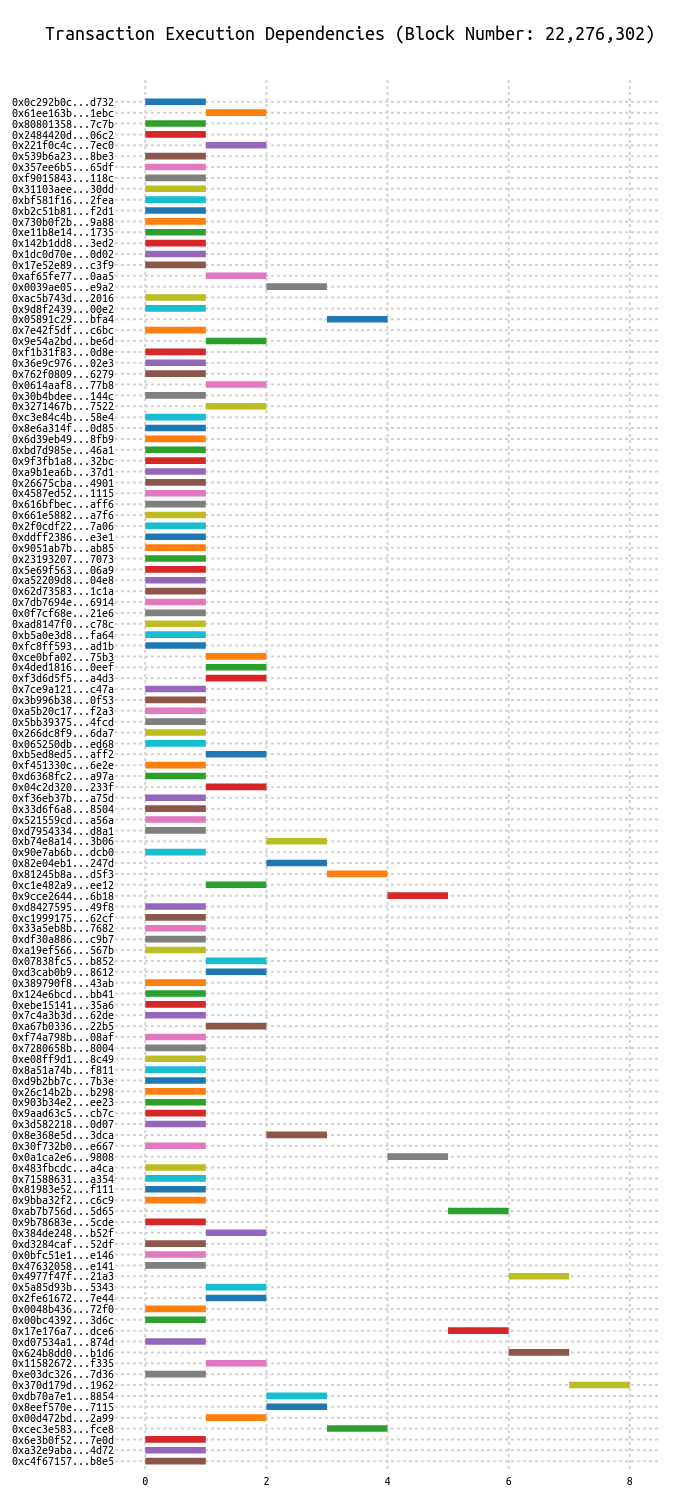 Transaction Execution Dependencies (Block Number: 22,276,302)
0x0c292b0c...d732
0x61ee163b...1ebc
0x80801358...7c7b
0x2484420d...06c2
0x221f0c4c...7ec0
0x539b6a23...8be3
0x357ee6b5...65df
0xf9015843...118c
0x31103aee...30dd
0xbf581f16...2fea
0xb2c51b81...f2d1
0x730b0f2b...9a88
0xe11b8e14...1735
0x142b1dd8...3ed2
0x1dc0d70e...0d02
0x17e52e89...c3f9
0xaf65fe77...0aa5
0x0039ae05...e9a2
0xac5b743d...2016
0x9d8f2439...00e2
0x05891c29...bfa4
0x7e42f5df...c6bc
0x9e54a2bd...be6d
0xf1b31f83...0d8e
0x36e9c976...02e3
0x762f0809...6279
0x0614aaf8...77b8
0x30b4bdee...144c
0x3271467b...7522
0xc3e84c4b...58e4
0x8e6a314f...0d85
0x6d39eb49...8fb9
0xbd7d985e...46a1
0x9f3fb1a8...32bc
0xa9b1ea6b...37d1
0x26675cba...4901
0x4587ed52...1115
0x616bfbec...aff6
0x661e5882...a7f6
0x2f0cdf22...7a06
0xddff2386...e3e1
0x9051ab7b...ab85
0x23193207...7073
0x5e69f563...06a9
0xa52209d8...04e8
0x62d73583...1c1a
0x7db7694e...6914
0x0f7cf68e...21e6
0xad8147f0...c78c
0xb5a0e3d8...fa64
0xfc8ff593...ad1b
0xce0bfa02...75b3
0x4ded1816...0eef
0xf3d6d5f5...a4d3
0x7ce9a121...c47a
0x3b996b38...0f53
0xa5b20c17...f2a3
0x5bb39375...4fcd
0x266dc8f9...6da7
0x065250db...ed68
0xb5ed8ed5...aff2
0xf451330c...6e2e
0xd6368fc2...a97a
0x04c2d320...233f
0xf36eb37b...a75d
0x33d6f6a8...8504
0x521559cd...a56a
0xd7954334...d8a1
0xb74e8a14...3b06
0x90e7ab6b...dcb0
0x82e04eb1...247d
0x81245b8a...d5f3
0xc1e482a9...ee12
0x9cce2644...6b18
0xd8427595...49f8
0xc1999175...62cf
0x33a5eb8b...7682
0xdf30a886...c9b7
0xa19ef566...567b
0x07838fc5...b852
0xd3cab0b9...8612
0x389790f8...43ab
0x124e6bcd...bb41
0xebe15141...35a6
0x7c4a3b3d...62de
0xa67b0336...22b5
0xf74a798b...08af
0x7280658b...8004
0xe08ff9d1...8c49
0x8a51a74b...f811
0xd9b2bb7c...7b3e
0x26c14b2b...b298
0x903b34e2...ee23
0x9aad63c5...cb7c
0x3d582218...0d07
0x8e368e5d...3dca
0x30f732b0...e667
0x0a1ca2e6...9808
0x483fbcdc...a4ca
0x71588631...a354
0x81983e52...f111
0x9bba32f2...c6c9
0xab7b756d...5d65
0x9b78683e...5cde
0x384de248...b52f
0xd3284caf...52df
0x0bfc51e1...e146
0x47632058...e141
0x4977f47f...21a3
0x5a85d93b...5343
0x2fe61672...7e44
0x0048b436...72f0
0x00bc4392...3d6c
0x17e176a7...dce6
0xd07534a1...874d
0x624b8dd0...b1d6
0x11582672...f335
0xe03dc326...7d36
0x370d179d...1962
0xdb70a7e1...8854
0x8eef570e...7115
0x00d472bd...2a99
0xcec3e583...fce8
0x6e3b0f52...7e0d
0xa32e9aba...4d72
0xc4f67157...b8e5
0 2 4 6 8